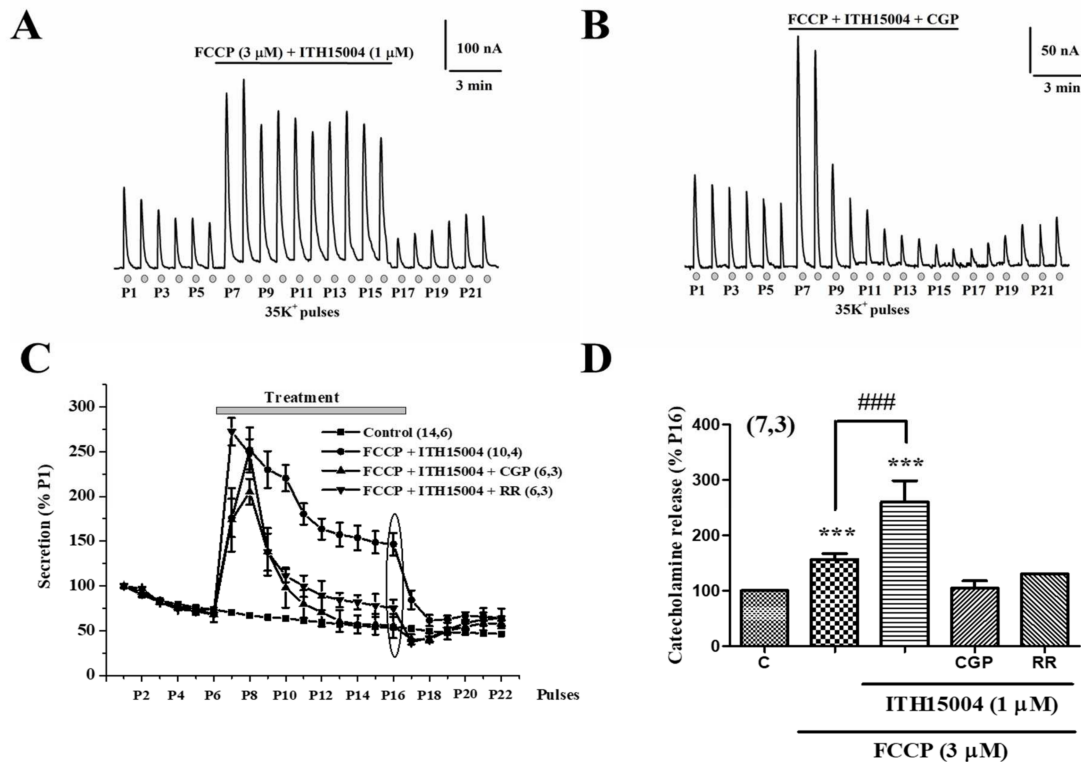 A
FCCP (3 μM) + ITH15004 (1 μM)
100 nA
3 min
P1 P3 P5 P7 P9 P11 P13 P15 P17 P19 P21
35K+ pulses
B
FCCP + ITH15004 + CGP
50 nA
3 min
P1 P3 P5 P7 P9 P11 P13 P15 P17 P19 P21
35K+ pulses
C
Treatment
Control (14,6)
FCCP + ITH15004 (10,4)
FCCP + ITH15004 + CGP (6,3)
FCCP + ITH15004 + RR (6,3)
Secretion (% P1)
300
250
200
150
100
50
0
P2 P4 P6 P8 P10 P12 P14 P16 P18 P20 P22 Pulses
D
(7,3)
###
***
***
Catecholamine release (% P16)
400
300
200
100
0
C CGP RR
ITH15004 (1 μM)
FCCP (3 μM)